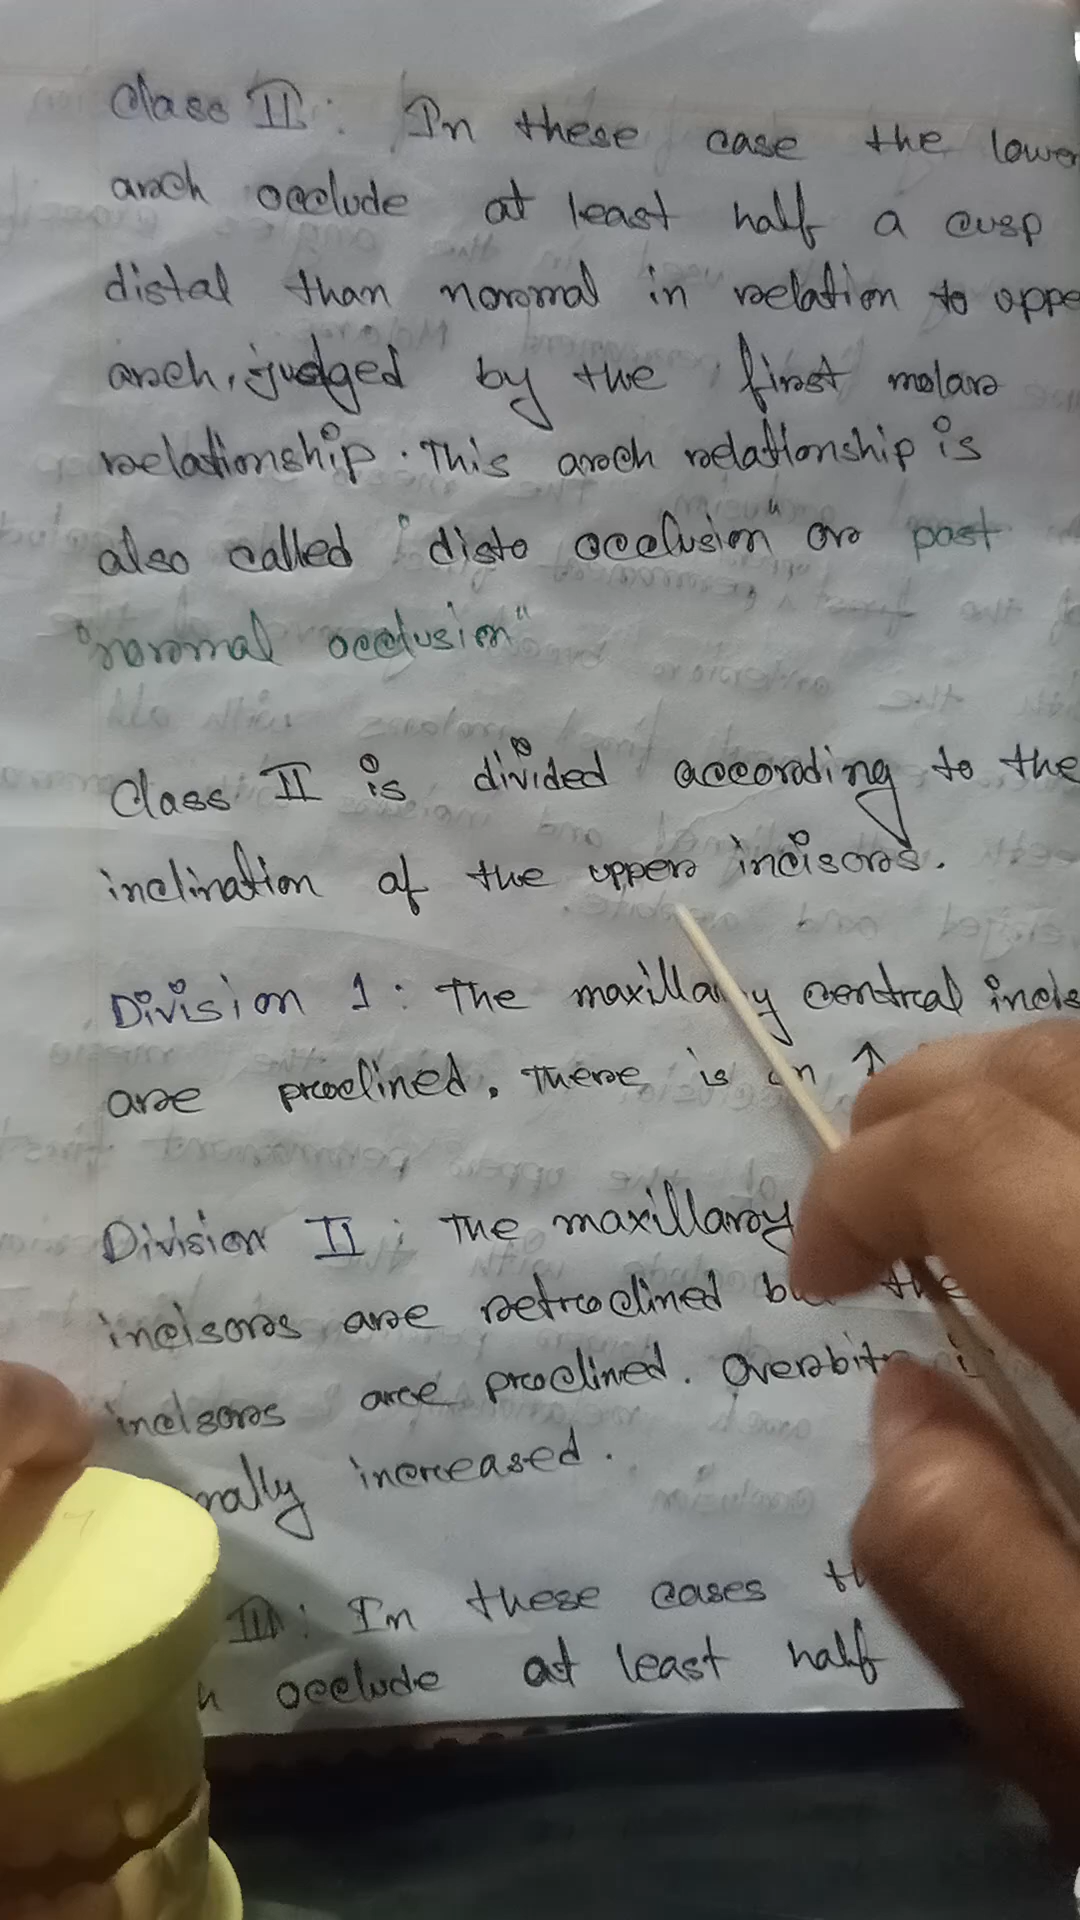 Class II: In these case the lower
arch occlude at least half a cusp
distal than normal in relation to uppe
arch, judged by the first molar
relationship. This arch relationship is
also called "disto occlusion" or past
"normal occlusion"
Class II is divided according to the
inclination of the upper incisors.
Division 1: The maxillary central incis
are proclined. There is an ↑
Division II: The maxillary
incisors are retroclined but the
incisors are proclined. Overbite is
rally increased.
III: In these cases th
h occlude at least half